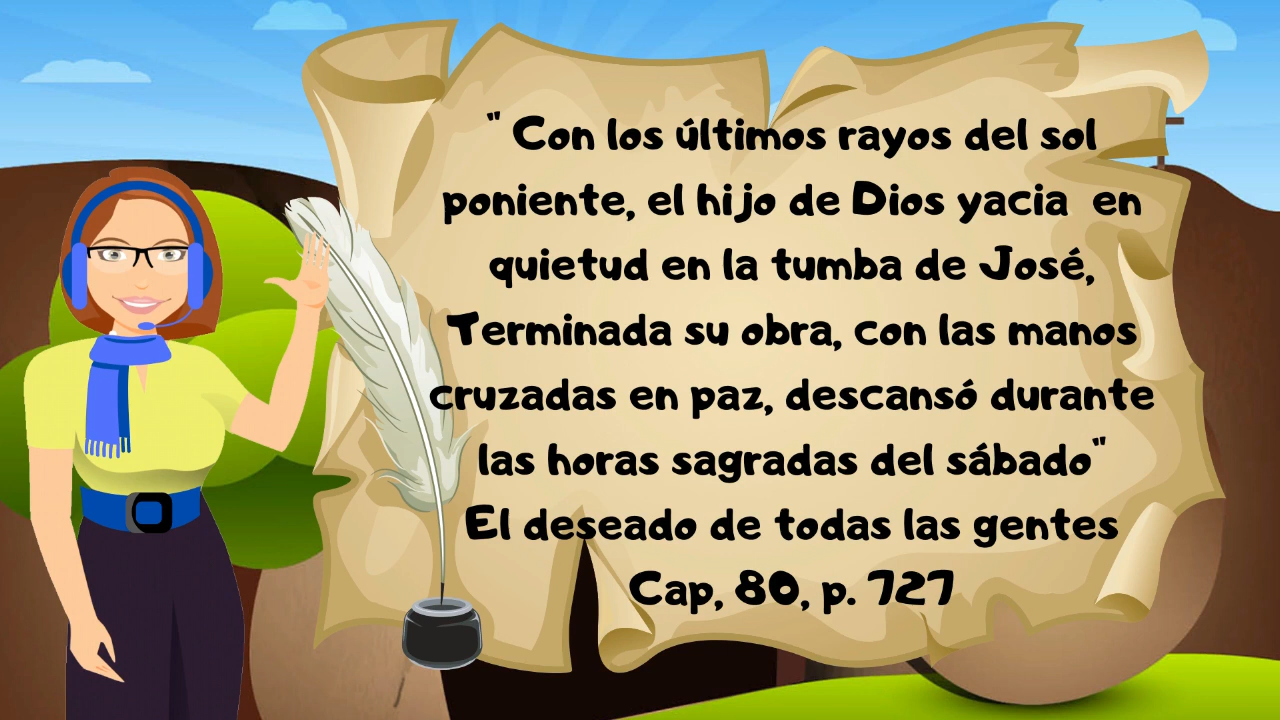 " Con los últimos rayos del sol
poniente, el hijo de Dios yacia en
quietud en la tumba de José,
Terminada su obra, con las manos
cruzadas en paz, descansó durante
las horas sagradas del sábado"
El deseado de todas las gentes
Cap, 80, p. 727